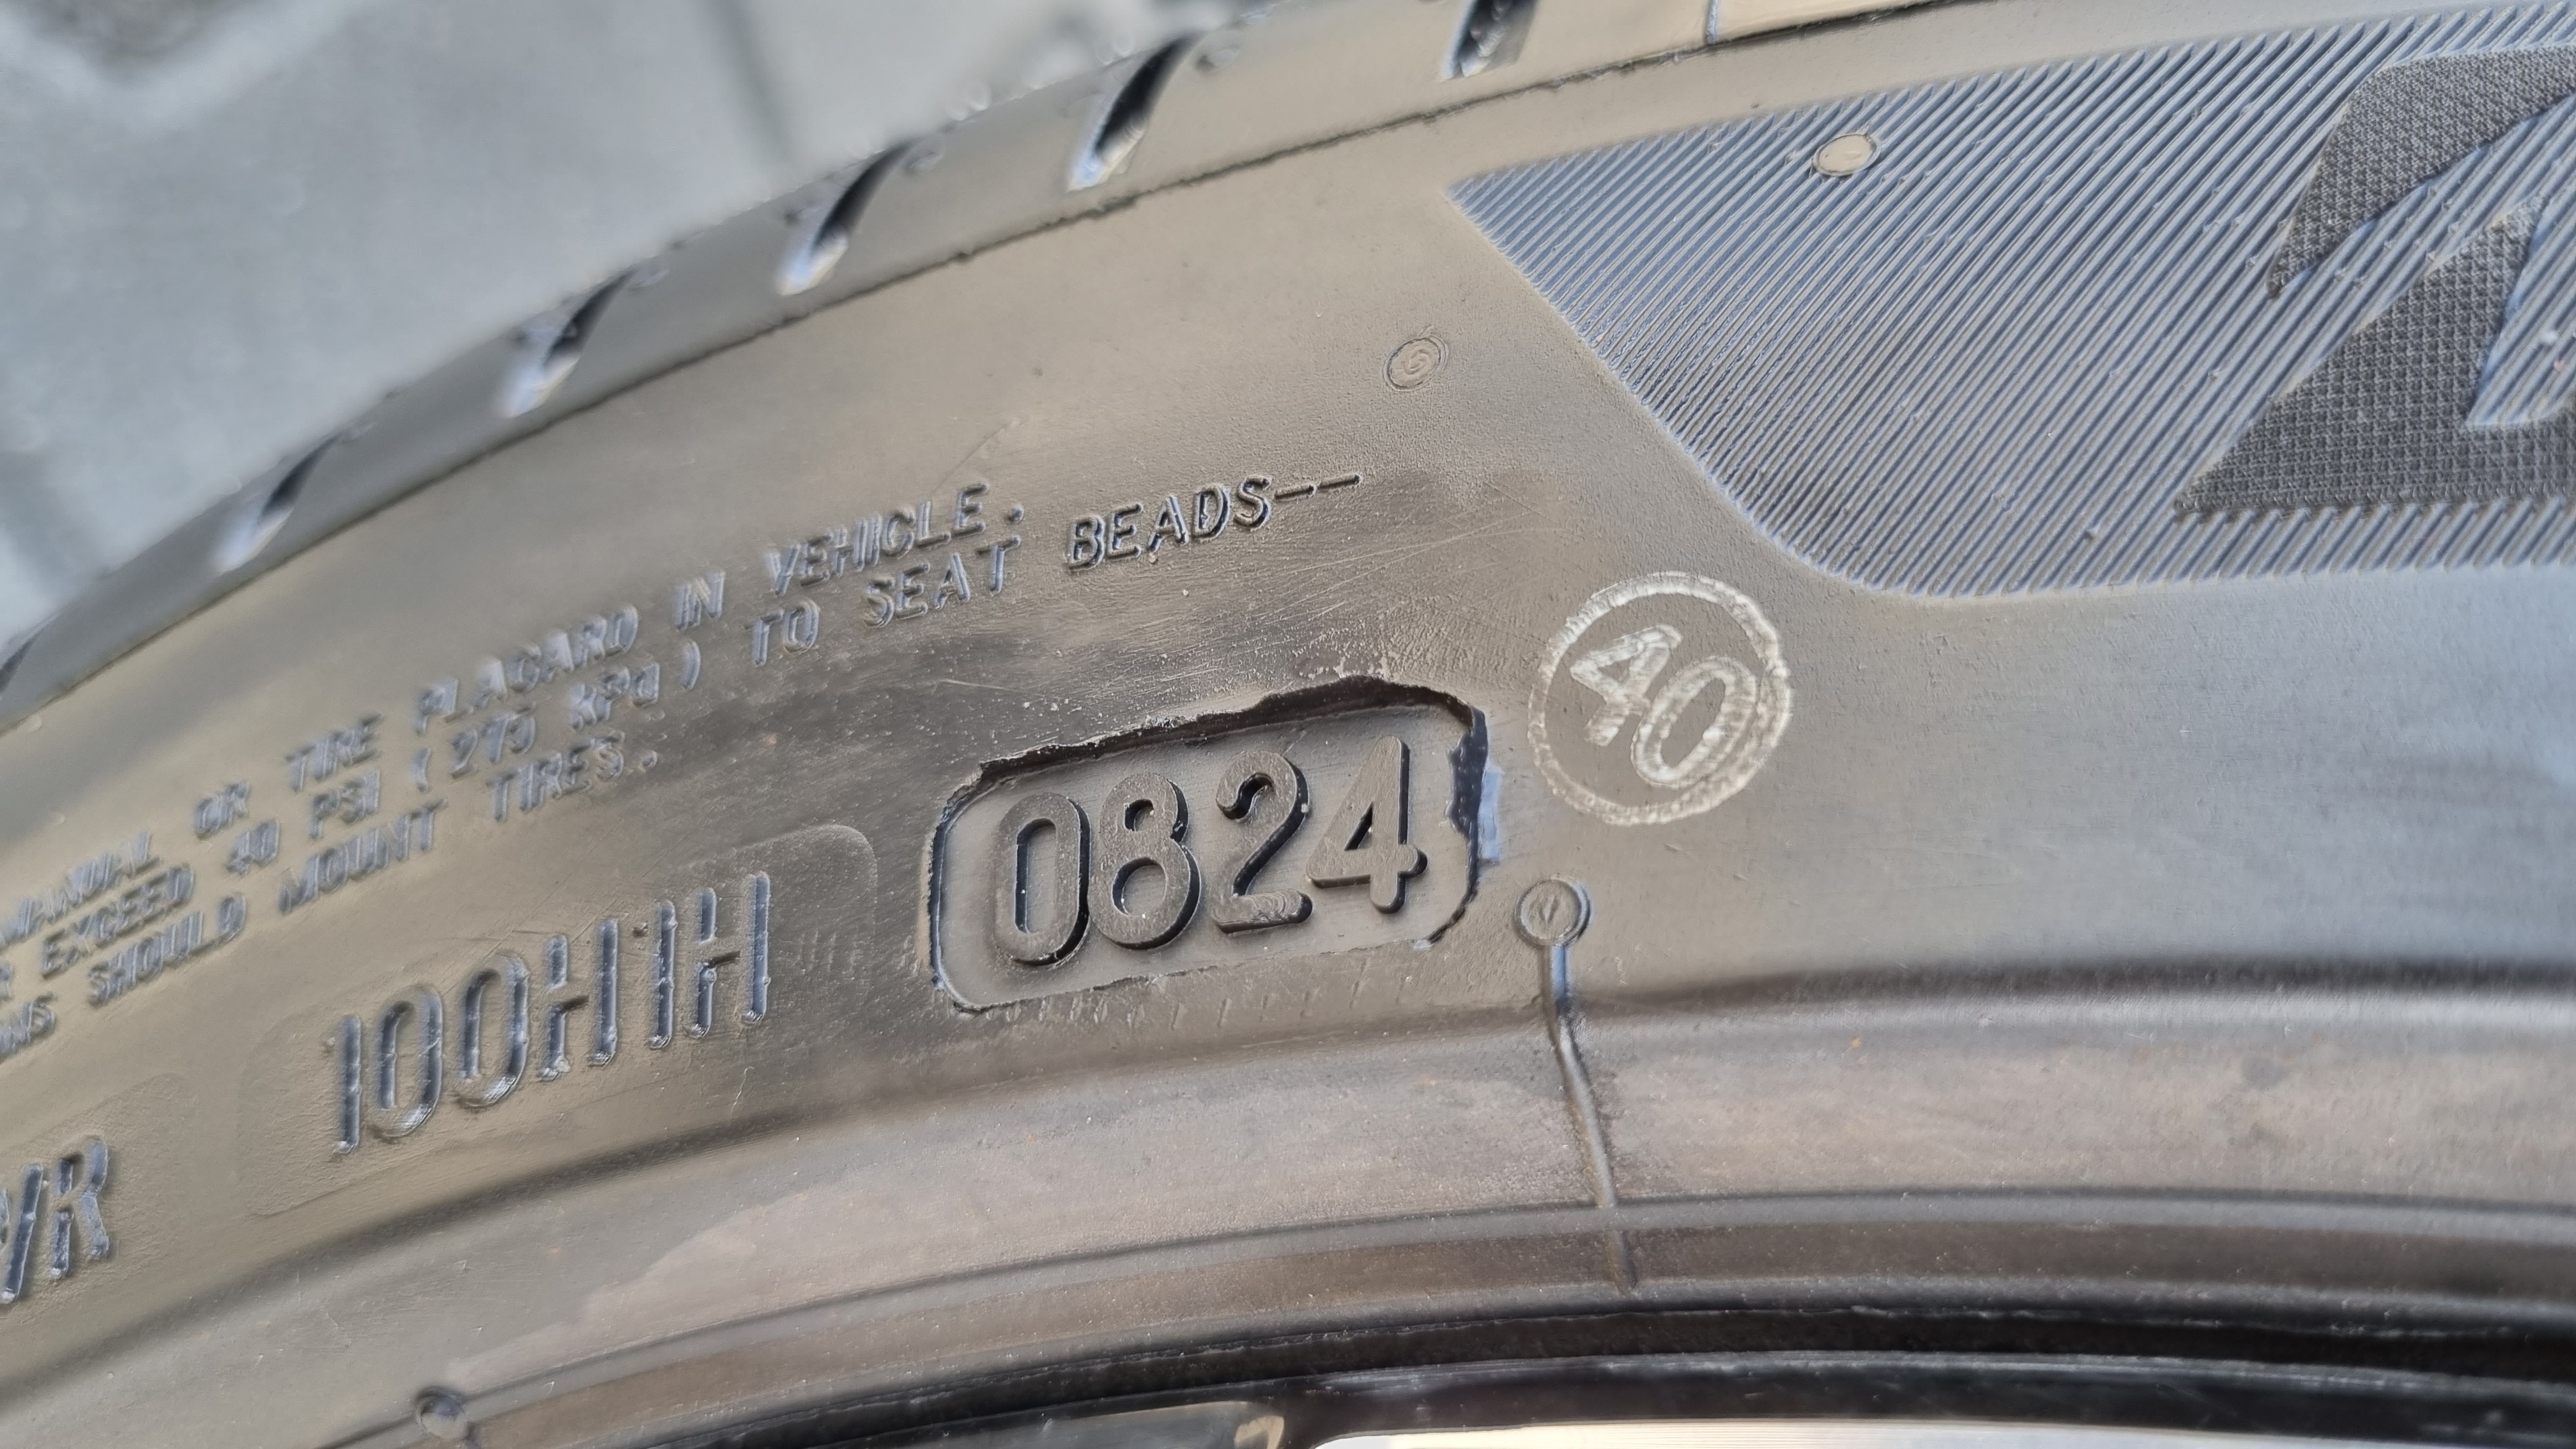 PLACARD IN VEHICLE.
MANUAL OR TIRE
EXCEED 40 PSI (275 KPa) TO SEAT BEADS--
SHOULD MOUNT TIRES.
40
0824
100H1H
/R